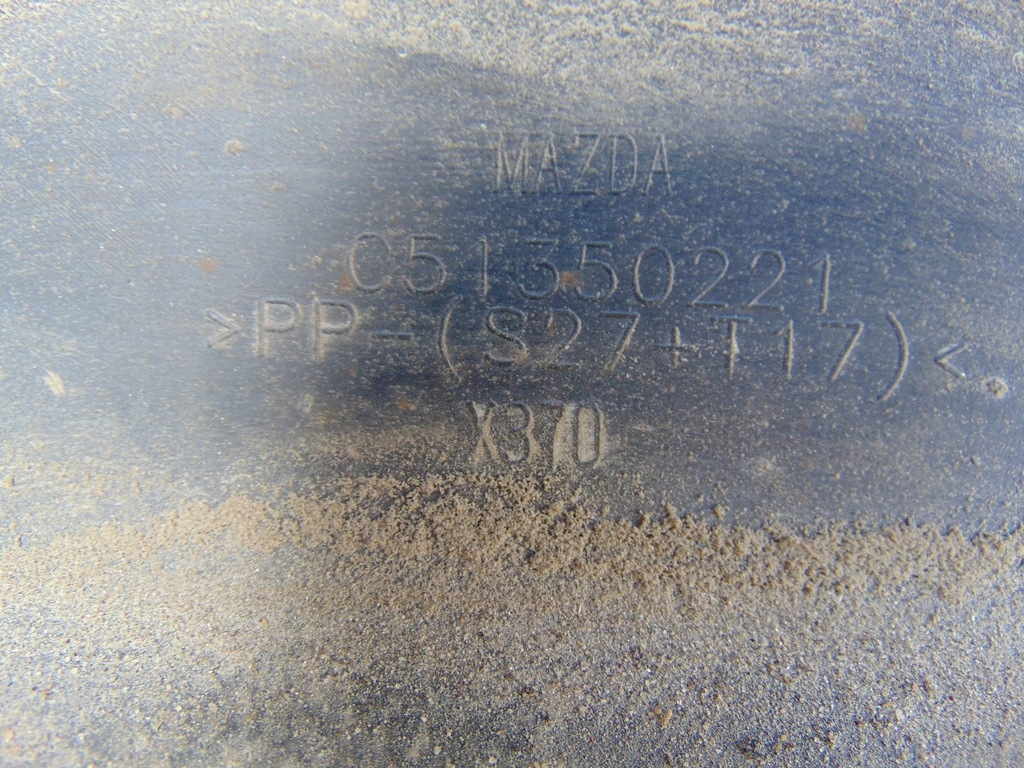 MAZDA
C51350221
>PP-(S27+T17)<
X370